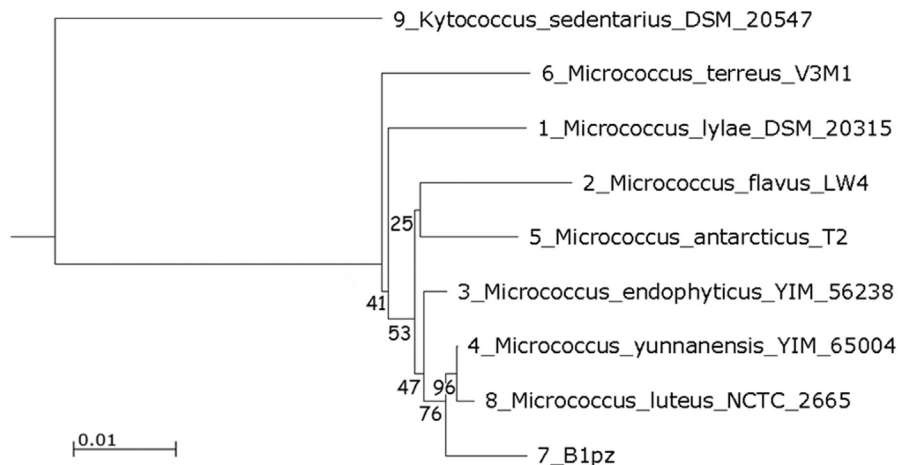 9_Kytococcus_sedentarius_DSM_20547
6_Micrococcus_terreus_V3M1
1_Micrococcus_lylae_DSM_20315
2_Micrococcus_flavus_LW4
25
5_Micrococcus_antarcticus_T2
3_Micrococcus_endophyticus_YIM_56238
41
53
4_Micrococcus_yunnanensis_YIM_65004
47
96
8_Micrococcus_luteus_NCTC_2665
76
0.01
7_B1pz